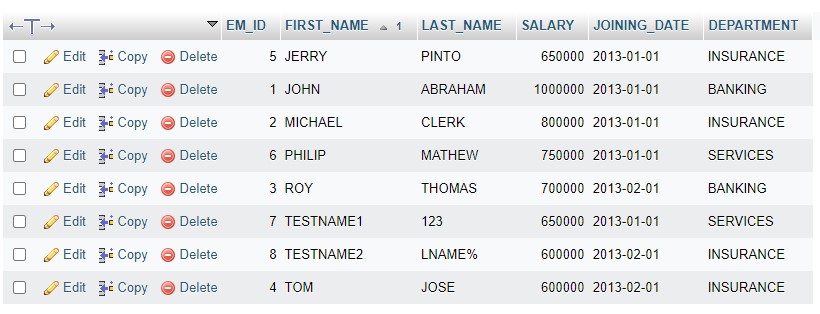 EM_ID FIRST_NAME 1 LAST_NAME SALARY JOINING_DATE DEPARTMENT
Edit Copy Delete 5 JERRY PINTO 650000 2013-01-01 INSURANCE
Edit Copy Delete 1 JOHN ABRAHAM 1000000 2013-01-01 BANKING
Edit Copy Delete 2 MICHAEL CLERK 800000 2013-01-01 INSURANCE
Edit Copy Delete 6 PHILIP MATHEW 750000 2013-01-01 SERVICES
Edit Copy Delete 3 ROY THOMAS 700000 2013-02-01 BANKING
Edit Copy Delete 7 TESTNAME1 123 650000 2013-01-01 SERVICES
Edit Copy Delete 8 TESTNAME2 LNAME% 600000 2013-02-01 INSURANCE
Edit Copy Delete 4 TOM JOSE 600000 2013-02-01 INSURANCE